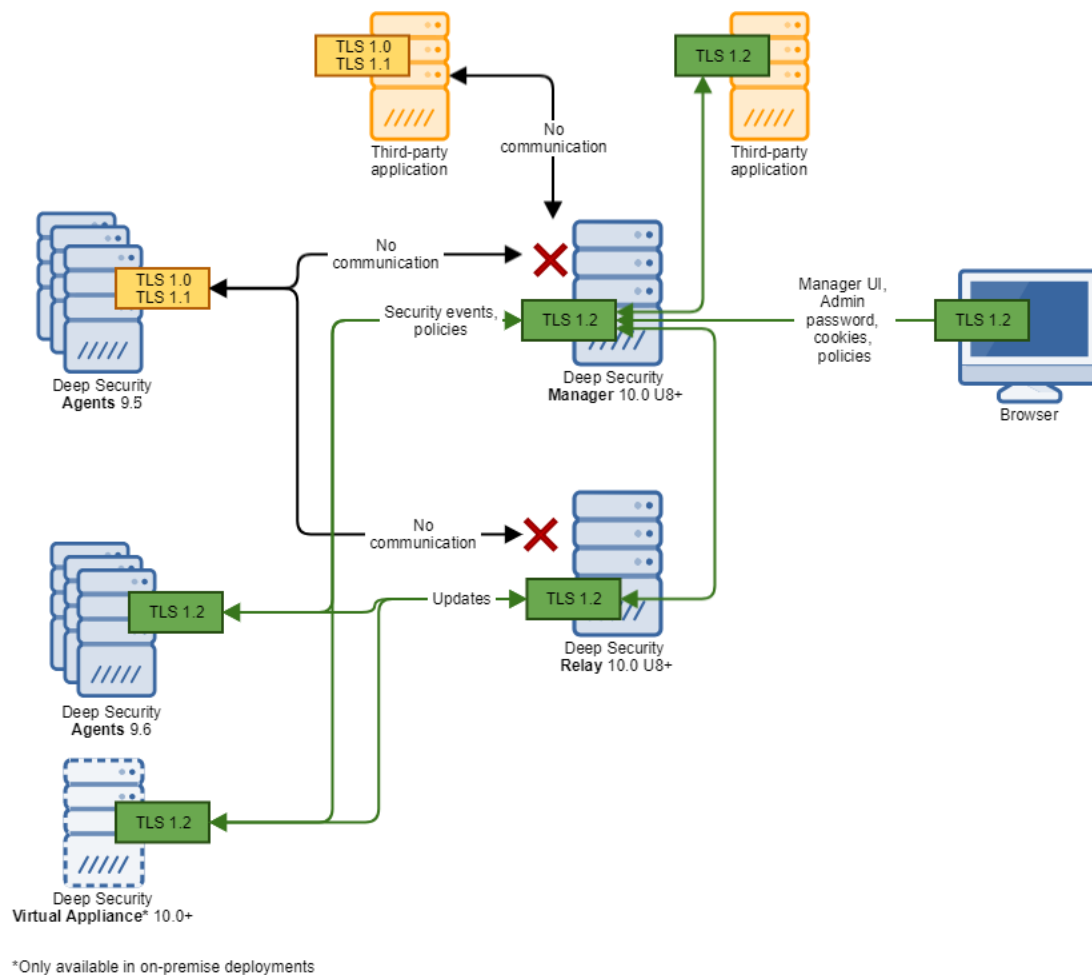 TLS 1.0
TLS 1.1
TLS 1.2
Third-party
application
No
communication
Third-party
application
TLS 1.0
TLS 1.1
Deep Security
Agents 9.5
No
communication
Security events,
policies
TLS 1.2
Deep Security
Manager 10.0 U8+
Manager UI,
Admin
password,
cookies,
policies
TLS 1.2
Browser
No
communication
TLS 1.2
Deep Security
Agents 9.6
Updates
TLS 1.2
Deep Security
Relay 10.0 U8+
TLS 1.2
Deep Security
Virtual Appliance* 10.0+
*Only available in on-premise deployments